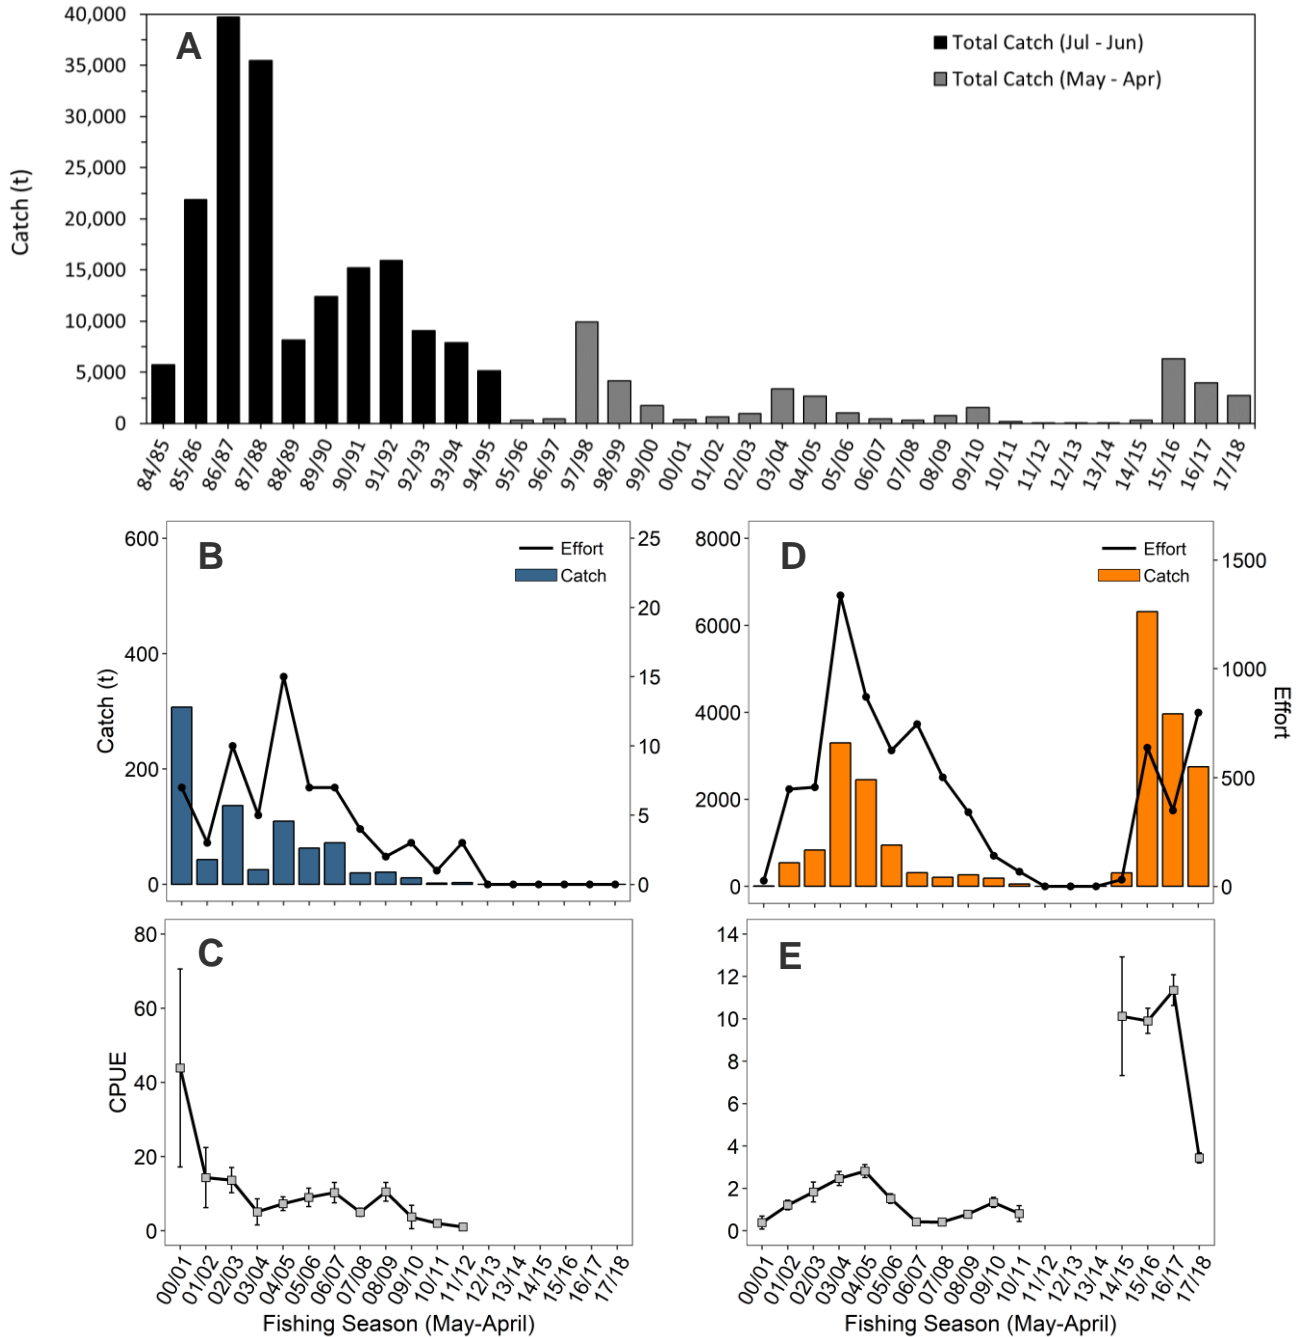 A
Total Catch (Jul - Jun)
Total Catch (May - Apr)
Catch (t)
40,000
35,000
30,000
25,000
20,000
15,000
10,000
5,000
0
84/85 85/86 86/87 87/88 88/89 89/90 90/91 91/92 92/93 93/94 94/95 95/96 96/97 97/98 98/99 99/00 00/01 01/02 02/03 03/04 04/05 05/06 06/07 07/08 08/09 09/10 10/11 11/12 12/13 13/14 14/15 15/16 16/17 17/18
B
Effort
Catch
Catch (t)
600
400
200
0
25
20
15
10
5
0
D
Effort
Catch
8000
6000
4000
2000
0
1500
1000
500
0
Effort
C
CPUE
80
60
40
20
0
00/01 01/02 02/03 03/04 04/05 05/06 06/07 07/08 08/09 09/10 10/11 11/12 12/13 13/14 14/15 15/16 16/17 17/18
Fishing Season (May-April)
E
14
12
10
8
6
4
2
0
00/01 01/02 02/03 03/04 04/05 05/06 06/07 07/08 08/09 09/10 10/11 11/12 12/13 13/14 14/15 15/16 16/17 17/18
Fishing Season (May-April)